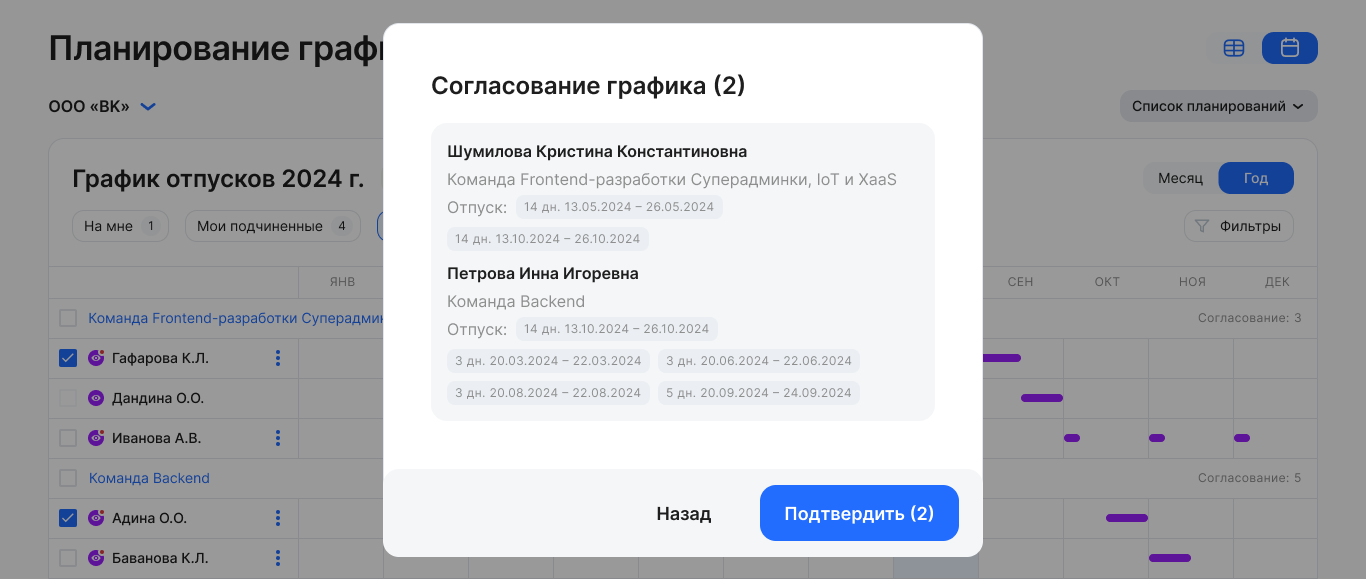 Планирование графи
ООО «ВК»
Список планирований
График отпусков 2024 г.
Месяц Год
На мне 1 Мои подчиненные 4
Фильтры
ЯНВ СЕН ОКТ НОЯ ДЕК
Команда Frontend-разработки Суперадмин
Согласование: 3
Гафарова К.Л.
Дандина О.О.
Иванова А.В.
Команда Backend
Согласование: 5
Адина О.О.
Баванова К.Л.
Согласование графика (2)
Шумилова Кристина Константиновна
Команда Frontend-разработки Суперадминки, IoT и XaaS
Отпуск: 14 дн. 13.05.2024 – 26.05.2024
14 дн. 13.10.2024 – 26.10.2024
Петрова Инна Игоревна
Команда Backend
Отпуск: 14 дн. 13.10.2024 – 26.10.2024
3 дн. 20.03.2024 – 22.03.2024 3 дн. 20.06.2024 – 22.06.2024
3 дн. 20.08.2024 – 22.08.2024 5 дн. 20.09.2024 – 24.09.2024
Назад Подтвердить (2)